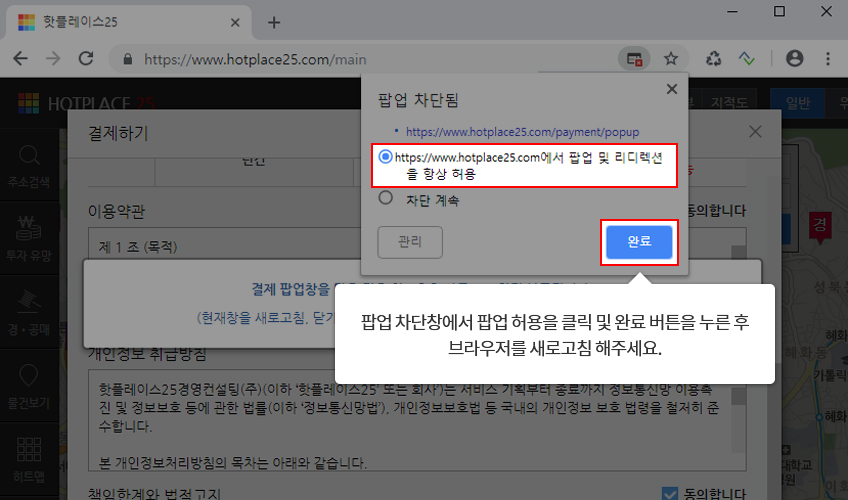 핫플레이스25
https://www.hotplace25.com/main
HOTPLACE 25
지적도
일반
팝업 차단됨
• https://www.hotplace25.com/payment/popup
https://www.hotplace25.com에서 팝업 및 리디렉션
을 항상 허용
차단 계속
관리
완료
팝업 차단창에서 팝업 허용을 클릭 및 완료 버튼을 누른 후
브라우저를 새로고침 해주세요.
결제하기
주소검색
투자 유망
경·공매
물건보기
히트맵
이용약관
동의합니다
제 1 조 (목적)
결제 팝업창을
(현재창을 새로고침, 닫기
개인정보 취급방침
핫플레이스25경영컨설팅(주)(이하 '핫플레이스25' 또는 회사')는 서비스 기획부터 종료까지 정보통신망 이용촉
진 및 정보보호 등에 관한 법률(이하 '정보통신망법'), 개인정보보호법 등 국내의 개인정보 보호 법령을 철저히 준
수합니다.
본 개인정보처리방침의 목차는 아래와 같습니다.
책임한계와 법적고지
동의합니다
경
혜화동
가톨릭
혜화
대학교